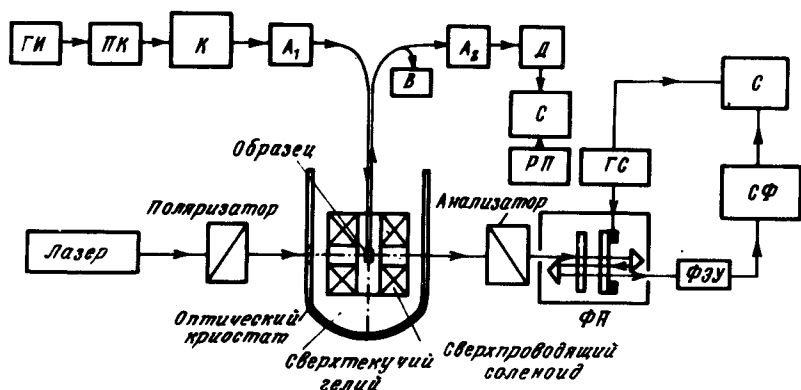 ГИ
ПК
К
А₁
А₂
Д
В
С
РП
ГС
С
СФ
Образец
Поляризатор
Анализатор
Лазер
ФЭУ
ФП
Оптический
криостат
Сверхтекучий
гелий
Сверхпроводящий
соленоид